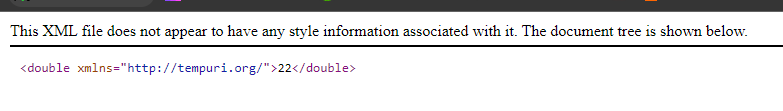 This XML file does not appear to have any style information associated with it. The document tree is shown below.
<double xmlns="http://tempuri.org/">22</double>